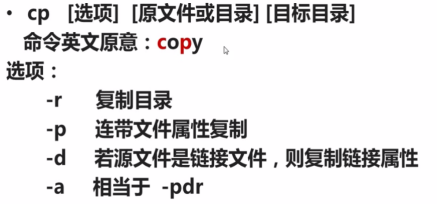 • cp [选项] [原文件或目录] [目标目录]
命令英文原意：copy
选项：
-r 复制目录
-p 连带文件属性复制
-d 若源文件是链接文件，则复制链接属性
-a 相当于 -pdr